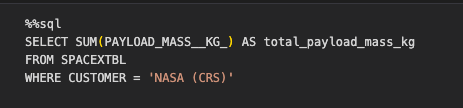 %%sql
SELECT SUM(PAYLOAD_MASS__KG_) AS total_payload_mass_kg
FROM SPACEXTBL
WHERE CUSTOMER = 'NASA (CRS)'